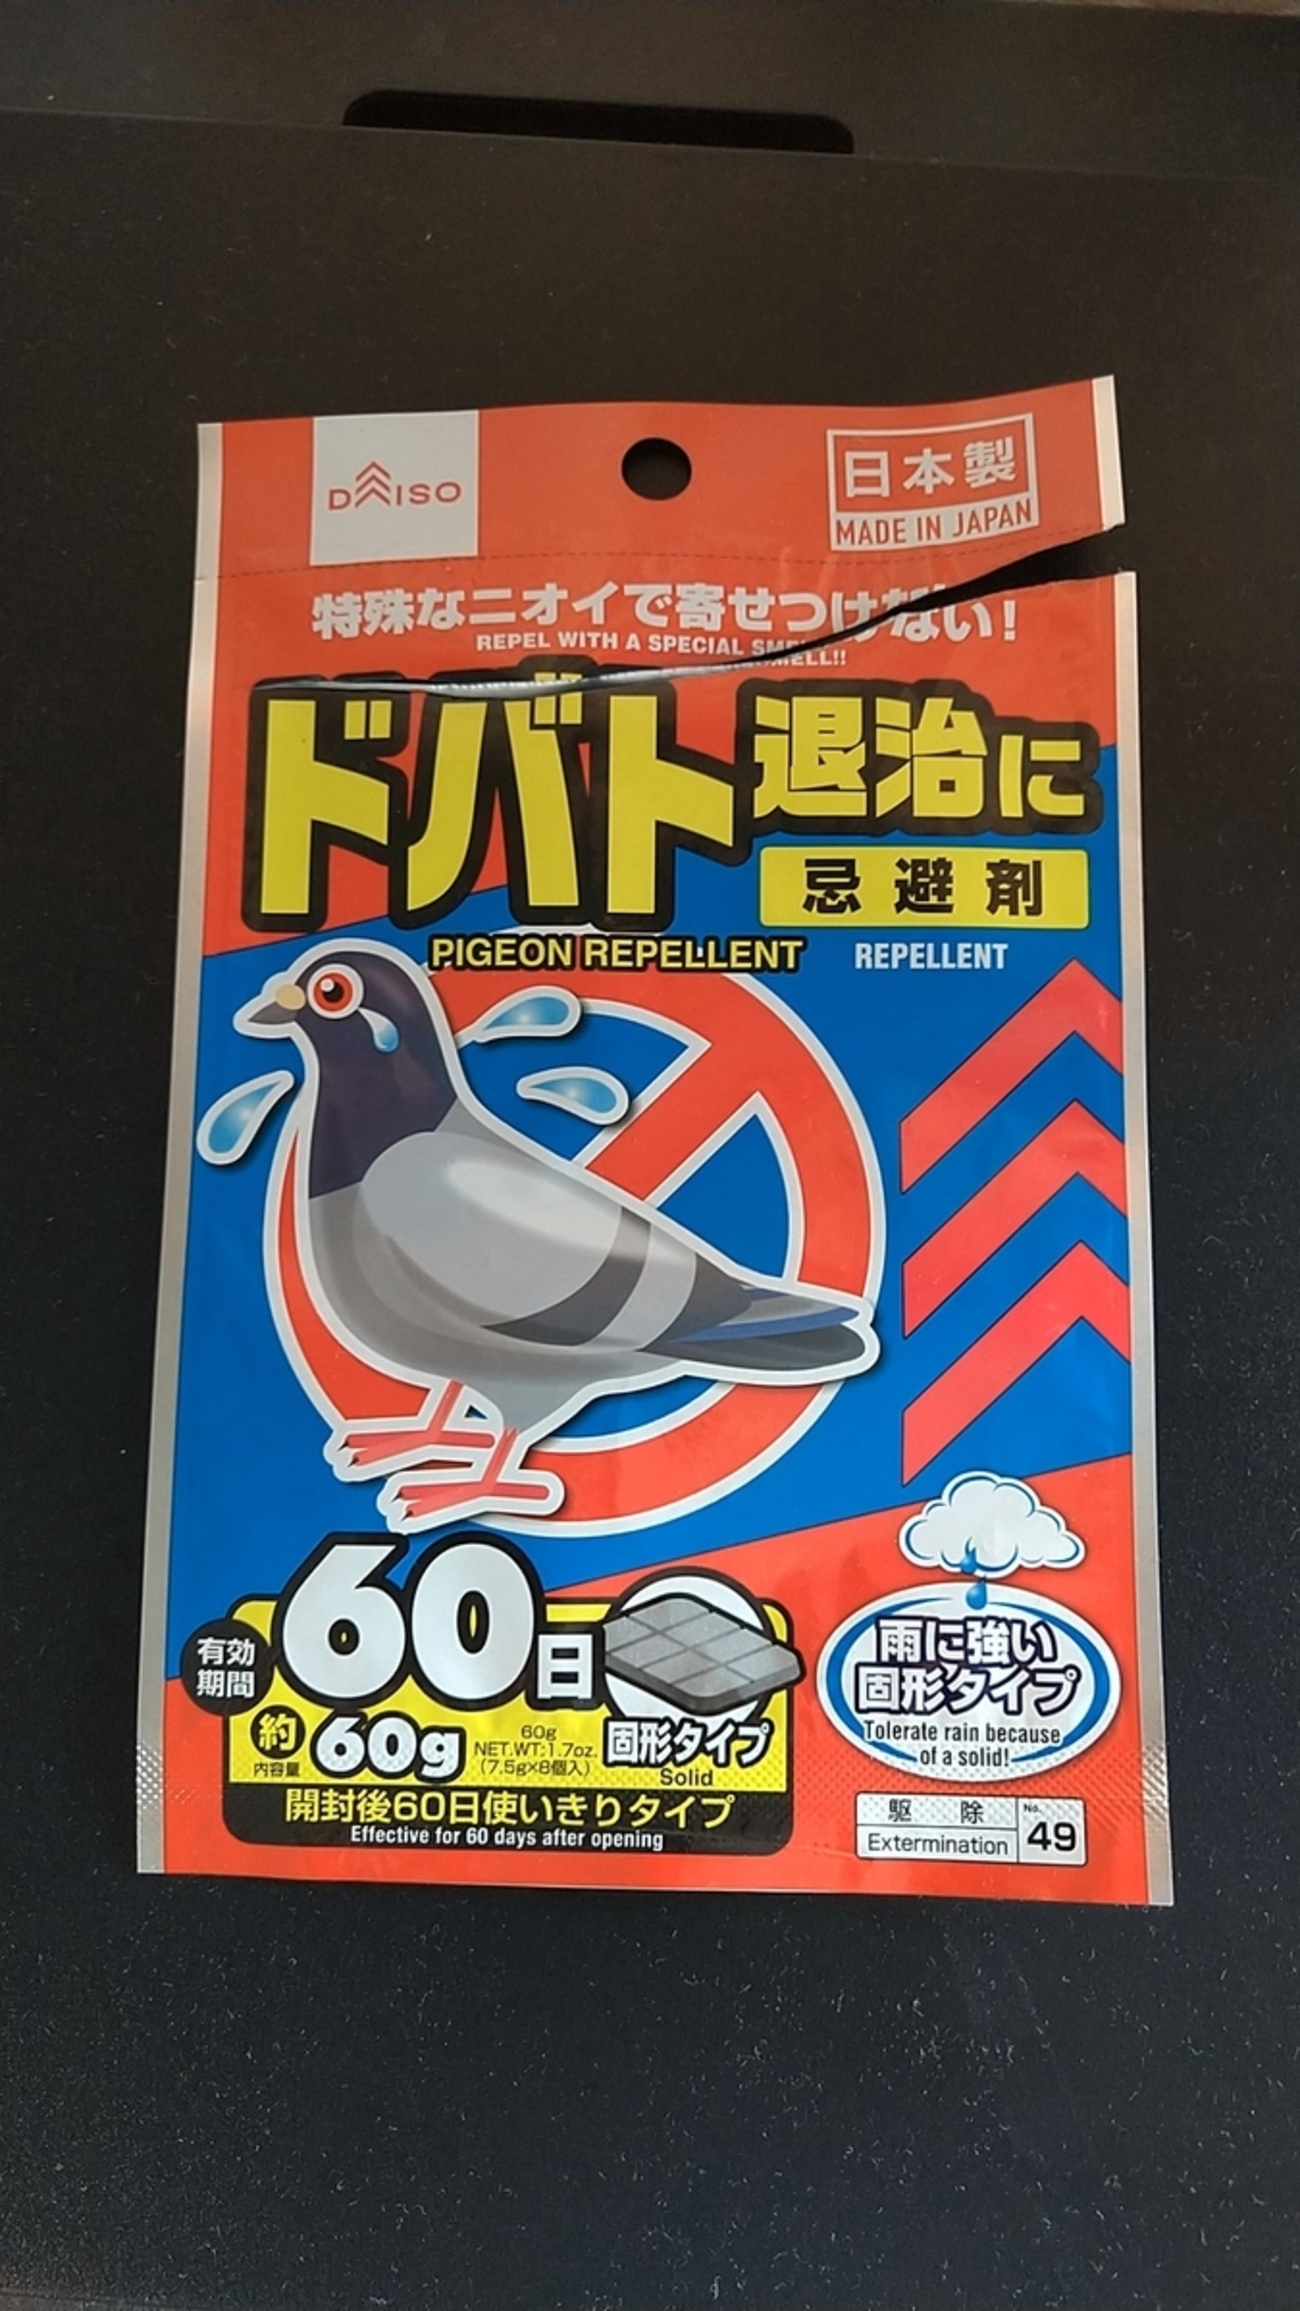 DAISO
日本製
MADE IN JAPAN
特殊なニオイで寄せつけない！
REPEL WITH A SPECIAL SMELL!!
ドバト退治に
忌避剤
PIGEON REPELLENT
REPELLENT
有効
期間
60日
約60g
内容量
60g
NET.WT:1.7oz.
(7.5g×8個入)
固形タイプ
Solid
開封後60日使いきりタイプ
Effective for 60 days after opening
雨に強い
固形タイプ
Tolerate rain because
of a solid!
駆除
Extermination
No.
49